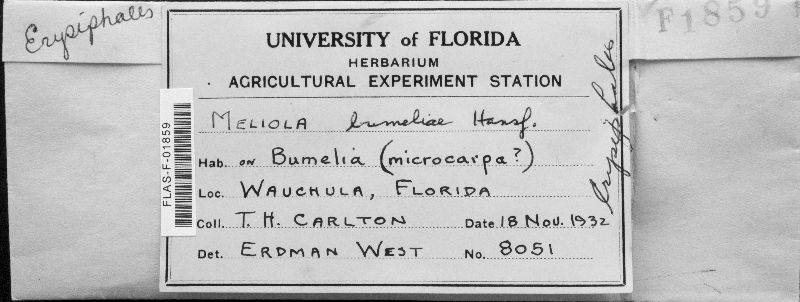 Erysiphales
F1859
UNIVERSITY of FLORIDA
HERBARIUM
AGRICULTURAL EXPERIMENT STATION
MELIOLA bumeliae Hansf.
Hab. on Bumelia (microcarpa?)
Loc. WAUCHULA, FLORIDA
Coll. T. H. CARLTON Date 18 Nov. 1932
Det. ERDMAN WEST No. 8051
Erysiphales
FLAS-F-01859